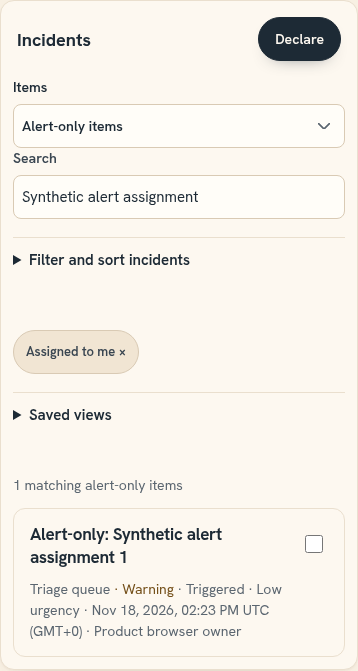 Incidents
Declare
Items
Alert-only items
Search
Synthetic alert assignment
Filter and sort incidents
Assigned to me ×
Saved views
1 matching alert-only items
Alert-only: Synthetic alert
assignment 1
Triage queue · Warning · Triggered · Low
urgency · Nov 18, 2026, 02:23 PM UTC
(GMT+0) · Product browser owner